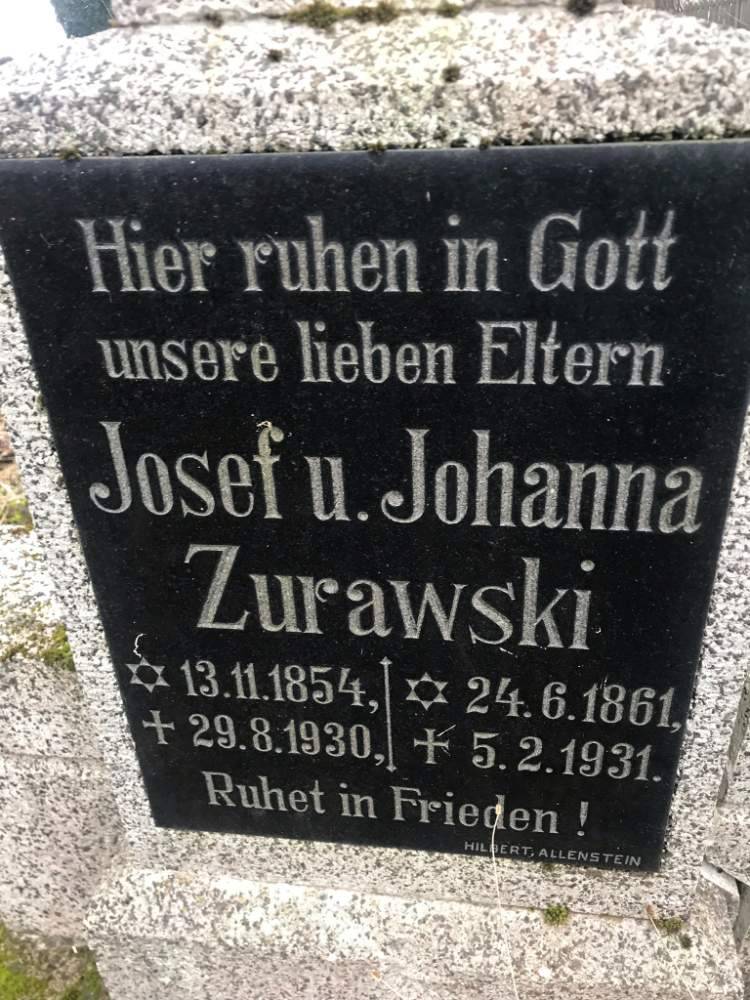 Hier ruhen in Gott
unsere lieben Eltern
Josef u. Johanna
Zurawski
✡ 13.11.1854, ✡ 24.6.1861,
✝ 29.8.1930, ✝ 5.2.1931.
Ruhet in Frieden!
HILBERT, ALLENSTEIN